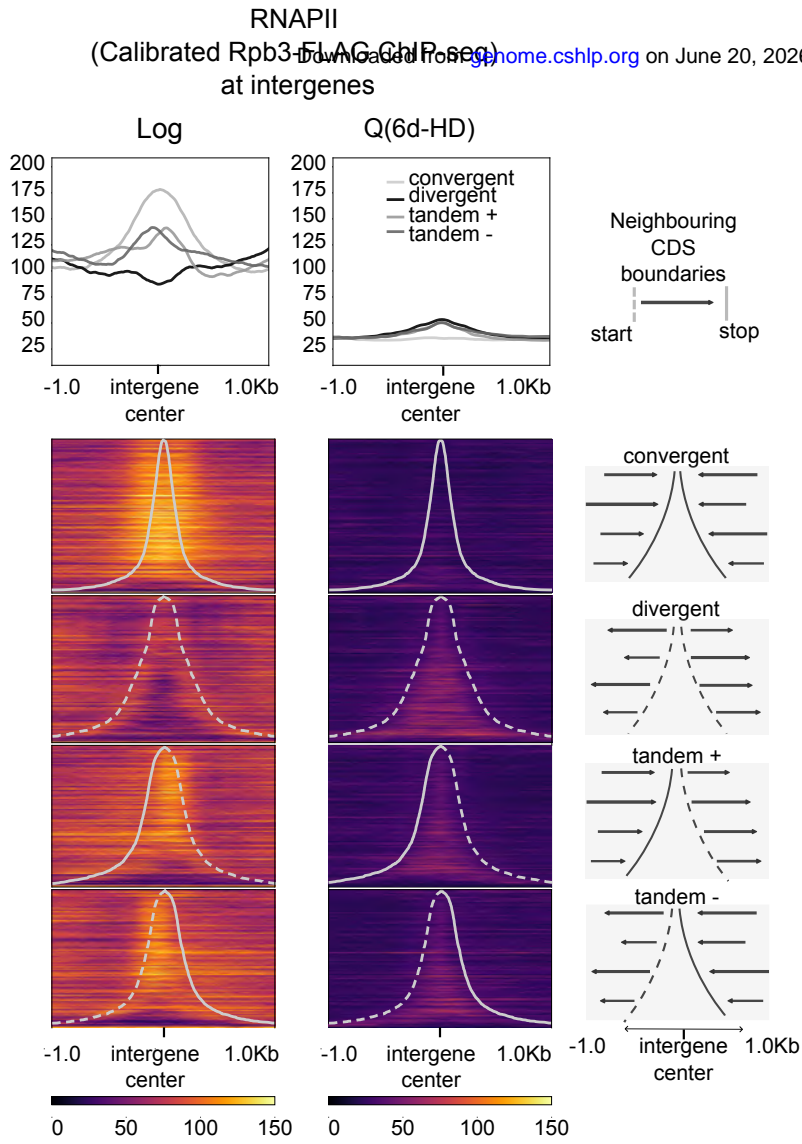 RNAPII
(Calibrated Rpb3-FLAG ChIP-seq)
Downloaded from genome.cshlp.org on June 20, 2026
at intergenes
Log
Q(6d-HD)
200
175
150
125
100
75
50
25
200
175
150
125
100
75
50
25
convergent
divergent
tandem +
tandem -
Neighbouring
CDS
boundaries
start
stop
-1.0
intergene
center
1.0Kb
-1.0
intergene
center
1.0Kb
convergent
divergent
tandem +
tandem -
-1.0
intergene
center
1.0Kb
-1.0
intergene
center
1.0Kb
-1.0
intergene
center
1.0Kb
0 50 100 150
0 50 100 150